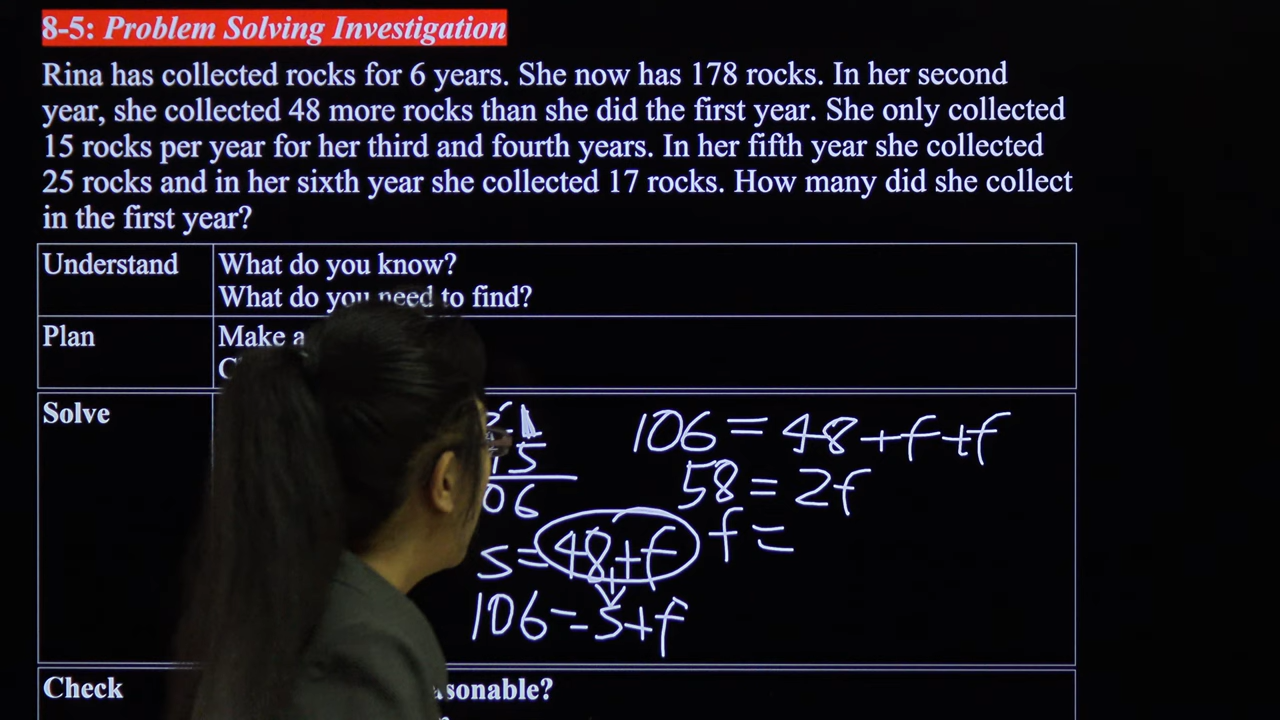 8-5: Problem Solving Investigation
Rina has collected rocks for 6 years. She now has 178 rocks. In her second
year, she collected 48 more rocks than she did the first year. She only collected
15 rocks per year for her third and fourth years. In her fifth year she collected
25 rocks and in her sixth year she collected 17 rocks. How many did she collect
in the first year?
Understand
What do you know?
What do you need to find?
Plan
Make a
Solve
106 = 48 + f + f
58 = 2f
06
s = 48 + f
f =
106 = s + f
Check